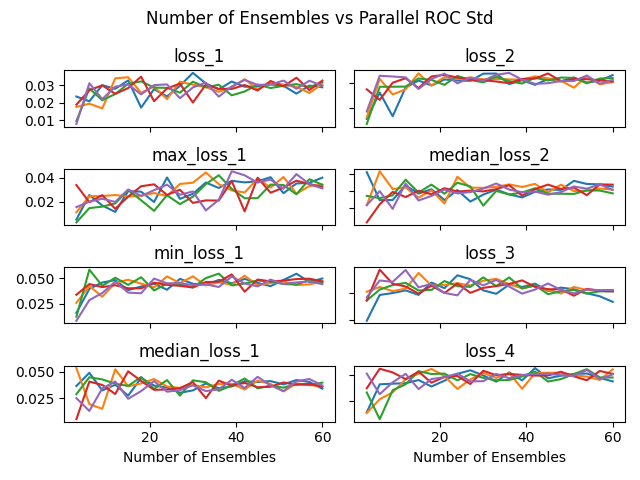 Number of Ensembles vs Parallel ROC Std
loss_1
loss_2
0.03
0.02
0.01
max_loss_1
median_loss_2
0.04
0.02
min_loss_1
loss_3
0.050
0.025
median_loss_1
loss_4
0.050
0.025
20 40 60
20 40 60
Number of Ensembles
Number of Ensembles